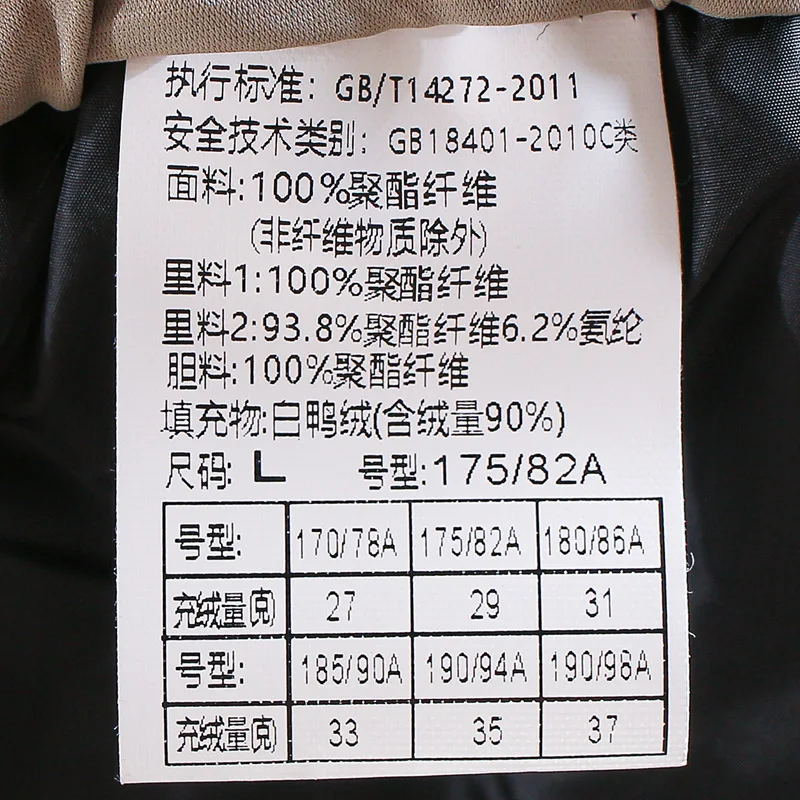 执行标准: GB/T14272-2011
安全技术类别: GB18401-2010C类
面料:100%聚酯纤维
(非纤维物质除外)
里料1:100%聚酯纤维
里料2:93.8%聚酯纤维6.2%氨纶
胆料:100%聚酯纤维
填充物:白鸭绒(含绒量90%)
尺码: L 号型:175/82A
号型: 170/78A 175/82A 180/86A
充绒量(克) 27 29 31
号型: 185/90A 190/94A 190/98A
充绒量(克) 33 35 37